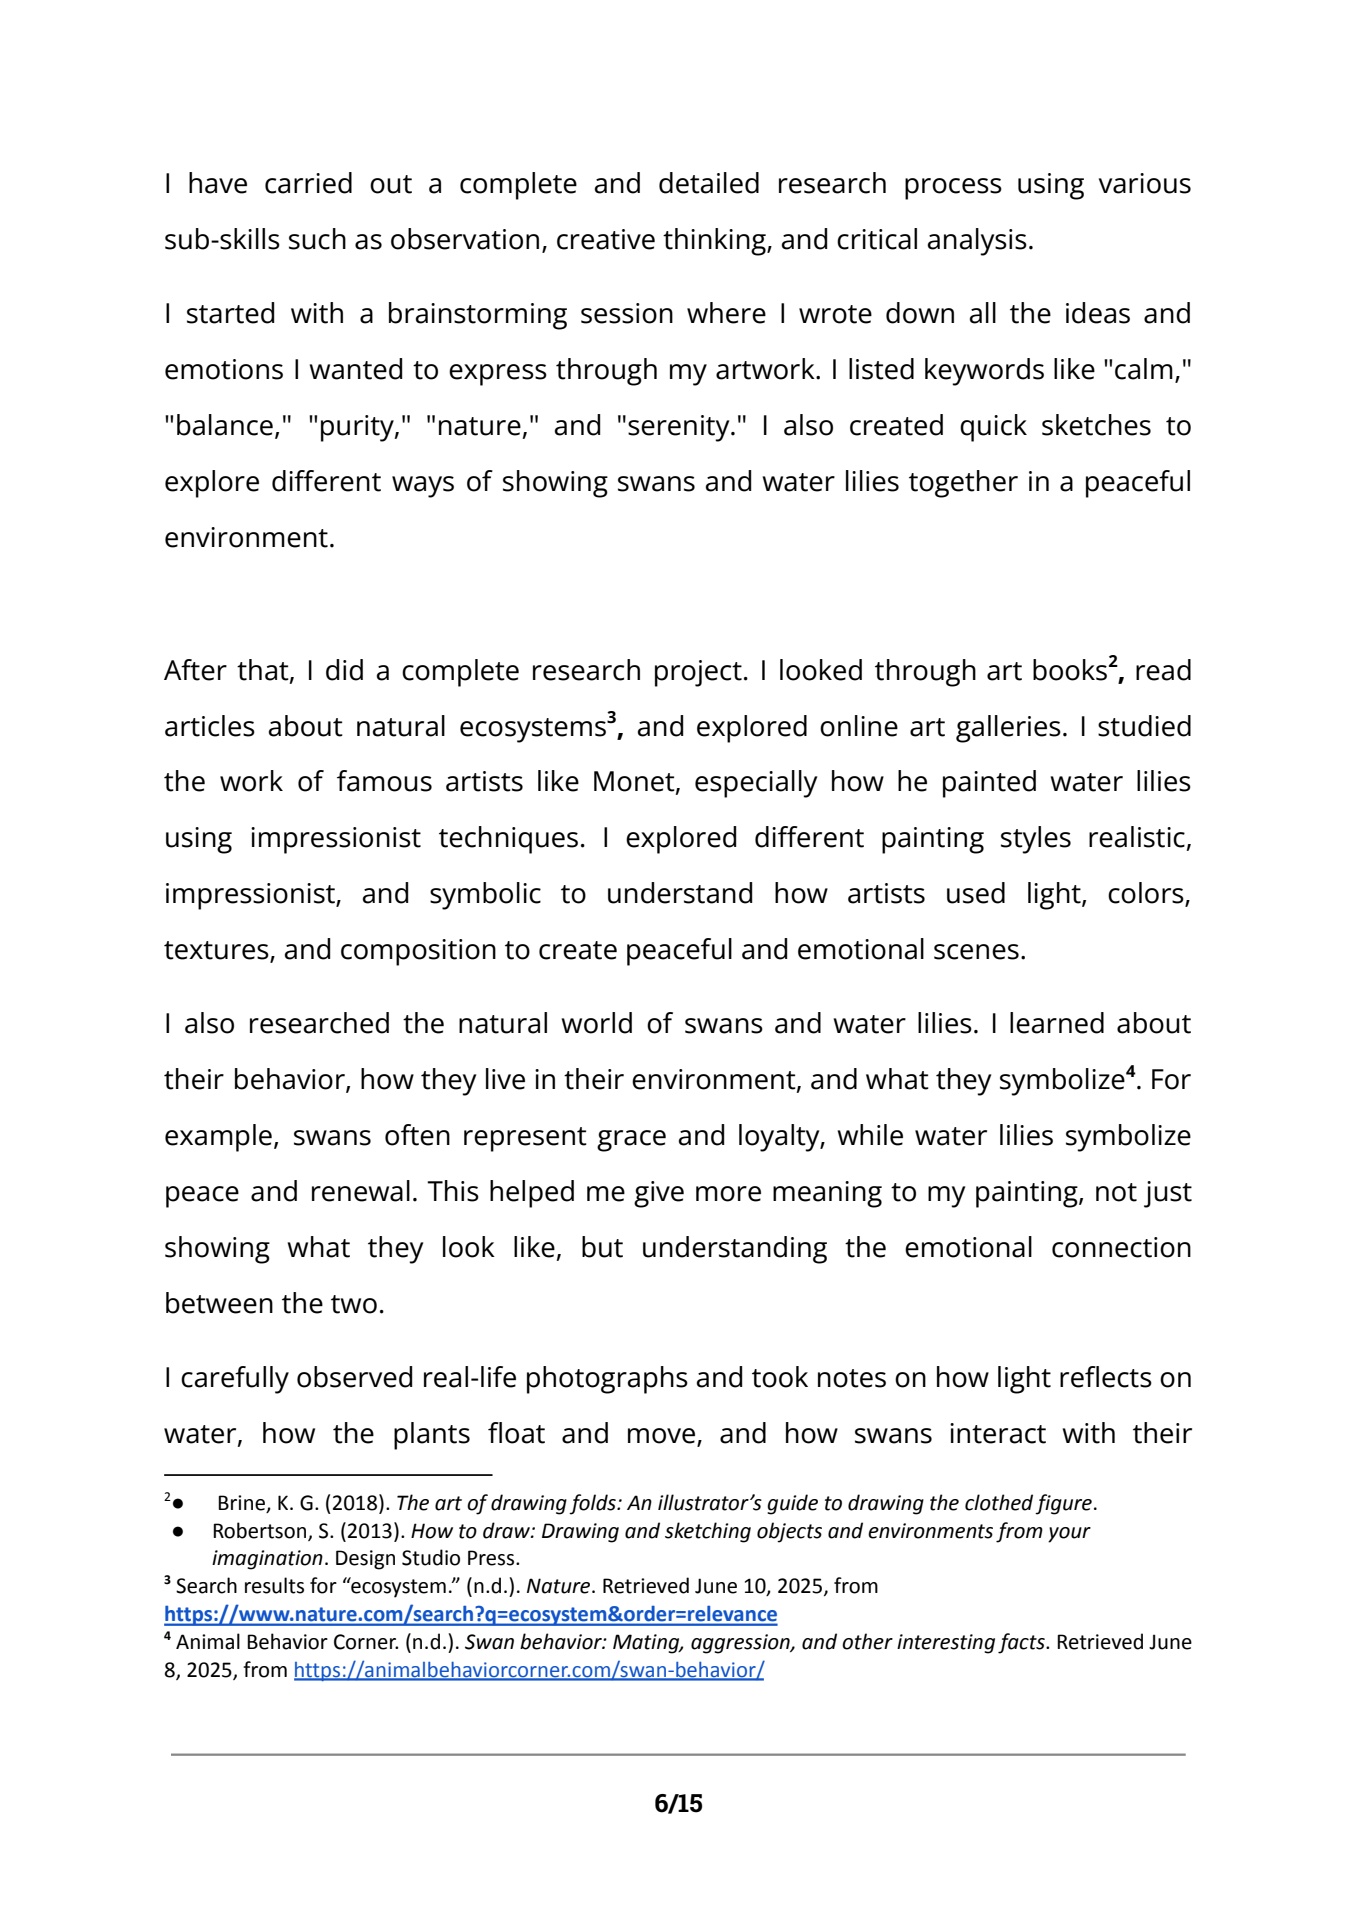 I have carried out a complete and detailed research process using various
sub-skills such as observation, creative thinking, and critical analysis.
I started with a brainstorming session where I wrote down all the ideas and
emotions I wanted to express through my artwork. I listed keywords like "calm,"
"balance," "purity," "nature," and "serenity." I also created quick sketches to
explore different ways of showing swans and water lilies together in a peaceful
environment.
After that, I did a complete research project. I looked through art books², read
articles about natural ecosystems³, and explored online art galleries. I studied
the work of famous artists like Monet, especially how he painted water lilies
using impressionist techniques. I explored different painting styles realistic,
impressionist, and symbolic to understand how artists used light, colors,
textures, and composition to create peaceful and emotional scenes.
I also researched the natural world of swans and water lilies. I learned about
their behavior, how they live in their environment, and what they symbolize⁴. For
example, swans often represent grace and loyalty, while water lilies symbolize
peace and renewal. This helped me give more meaning to my painting, not just
showing what they look like, but understanding the emotional connection
between the two.
I carefully observed real-life photographs and took notes on how light reflects on
water, how the plants float and move, and how swans interact with their
²● Brine, K. G. (2018). The art of drawing folds: An illustrator’s guide to drawing the clothed figure.
● Robertson, S. (2013). How to draw: Drawing and sketching objects and environments from your
imagination. Design Studio Press.
³ Search results for “ecosystem.” (n.d.). Nature. Retrieved June 10, 2025, from
https://www.nature.com/search?q=ecosystem&order=relevance
⁴ Animal Behavior Corner. (n.d.). Swan behavior: Mating, aggression, and other interesting facts. Retrieved June
8, 2025, from https://animalbehaviorcorner.com/swan-behavior/
6/15